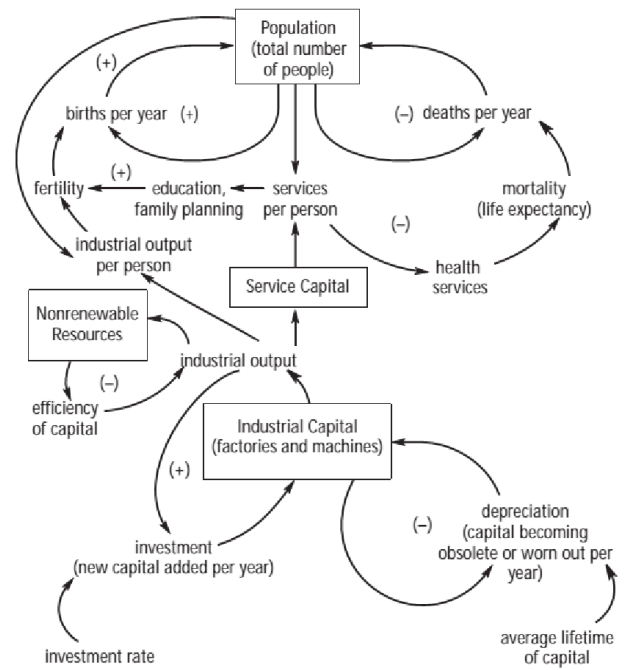 Population
(total number
of people)
(+)
births per year (+)
(–) deaths per year
(+)
fertility
education,
family planning
services
per person
mortality
(life expectancy)
(–)
industrial output
per person
health
services
Service Capital
Nonrenewable
Resources
industrial output
(–)
efficiency
of capital
Industrial Capital
(factories and machines)
(+)
depreciation
(capital becoming
obsolete or worn out per
year)
(–)
investment
(new capital added per year)
investment rate
average lifetime
of capital